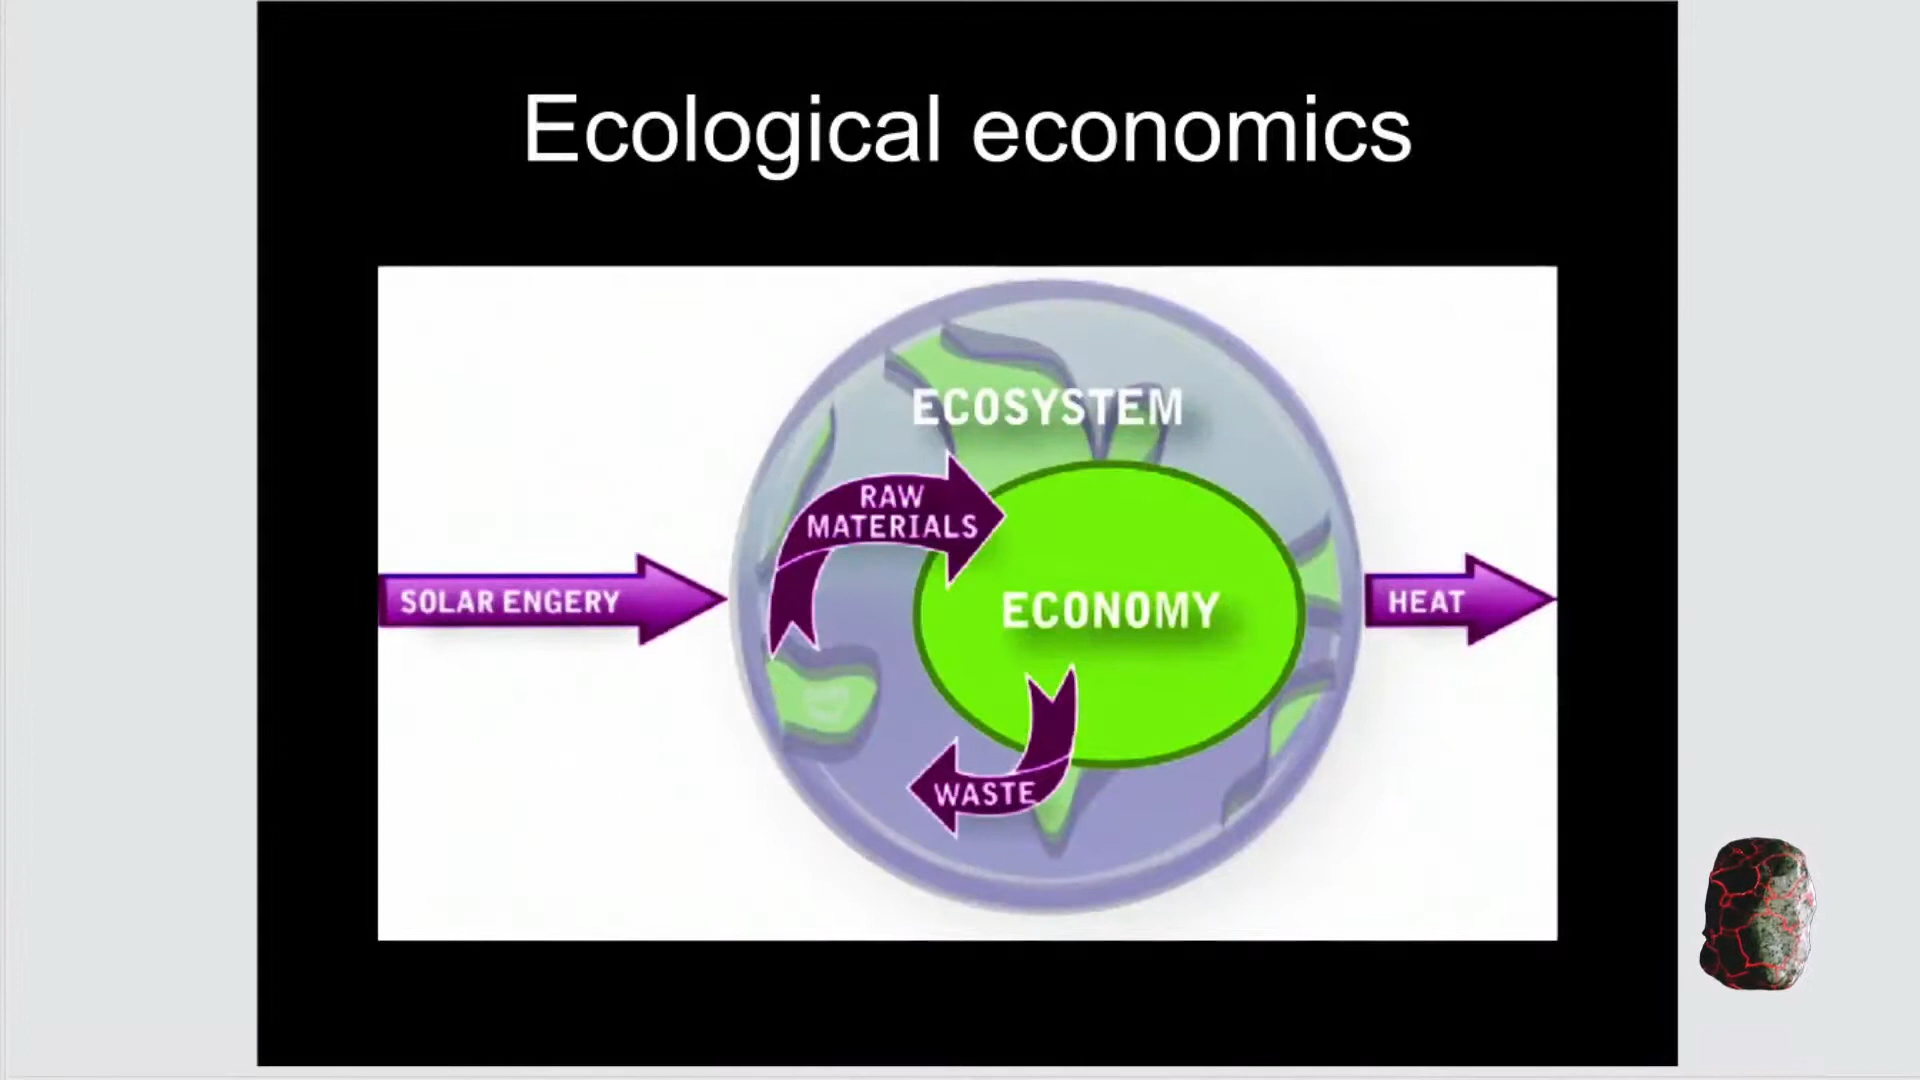 Ecological economics
ECOSYSTEM
RAW
MATERIALS
SOLAR ENGERY
ECONOMY
HEAT
WASTE